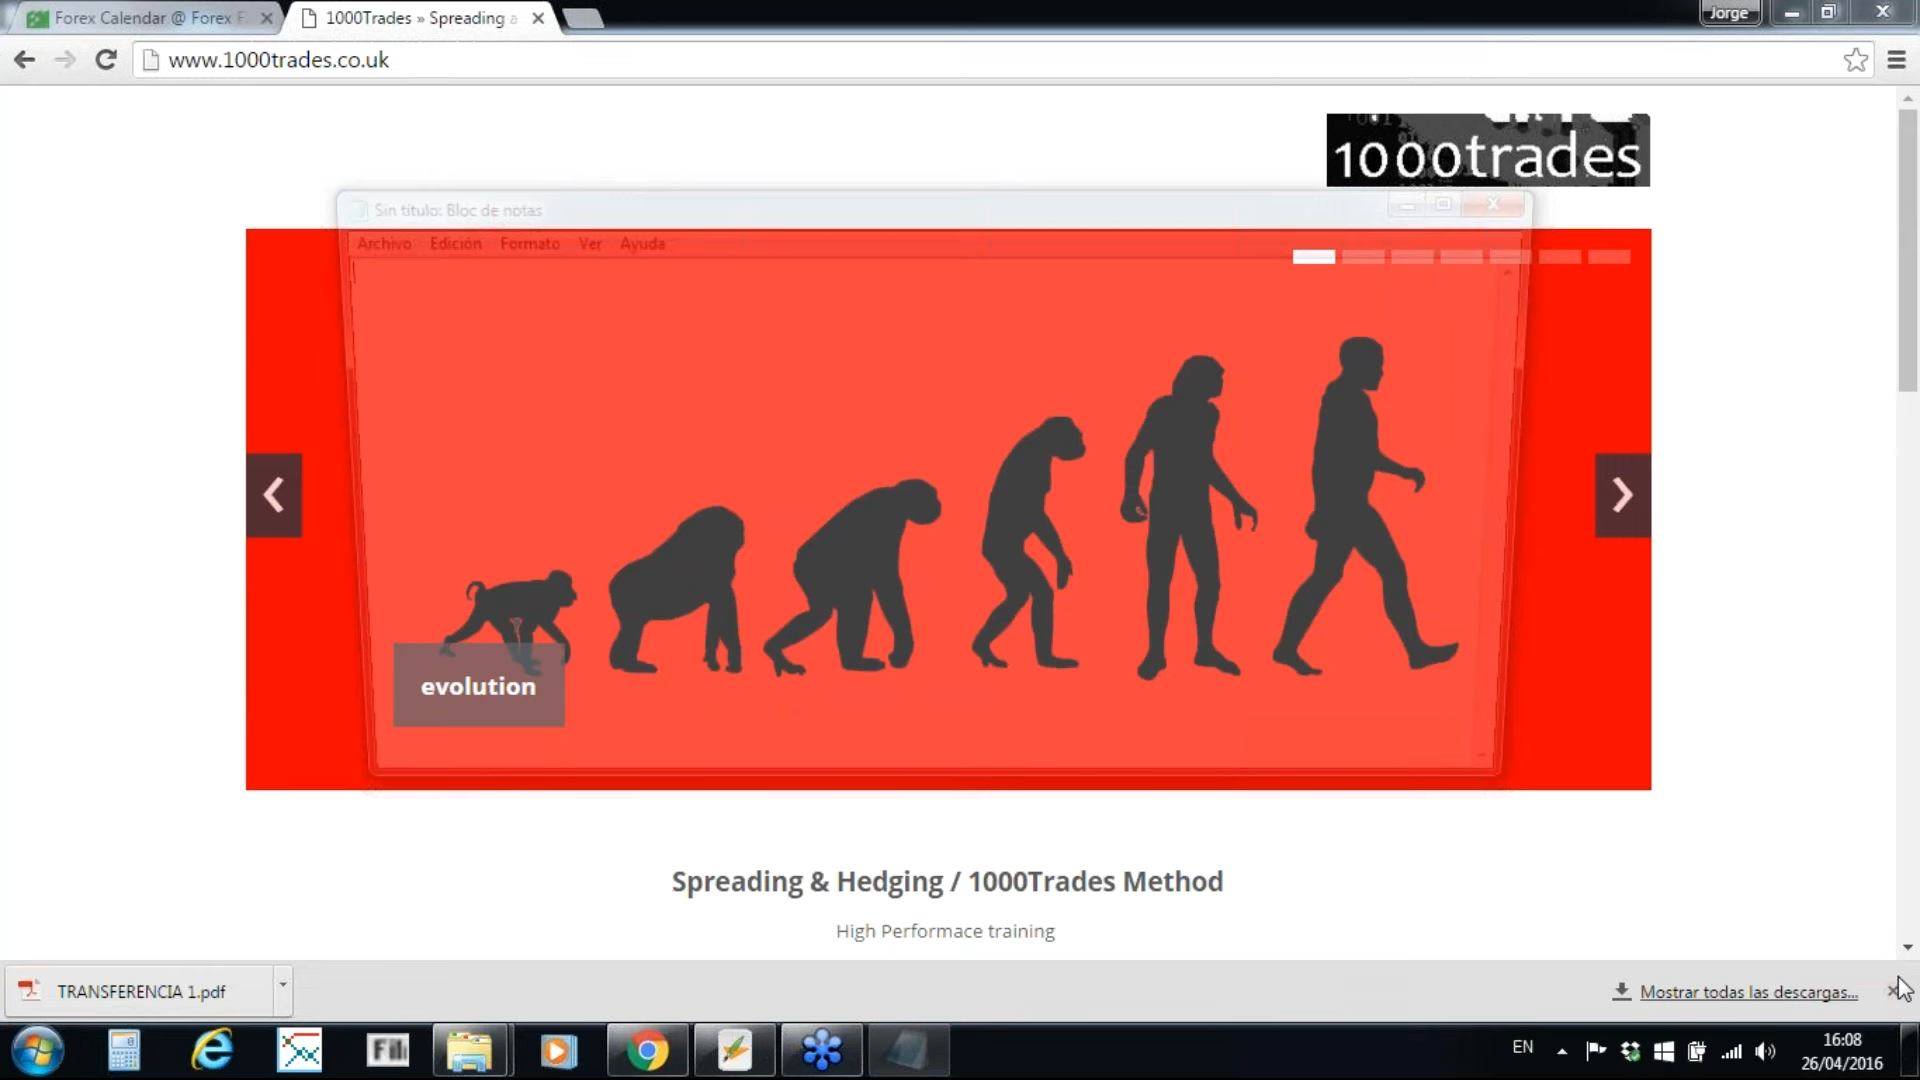 Forex Calendar @ Forex F
1000Trades » Spreading a
Jorge
www.1000trades.co.uk
1000trades
Sin título: Bloc de notas
Archivo Edición Formato Ver Ayuda
evolution
Spreading & Hedging / 1000Trades Method
High Performace training
TRANSFERENCIA 1.pdf
Mostrar todas las descargas...
EN
16:08
26/04/2016